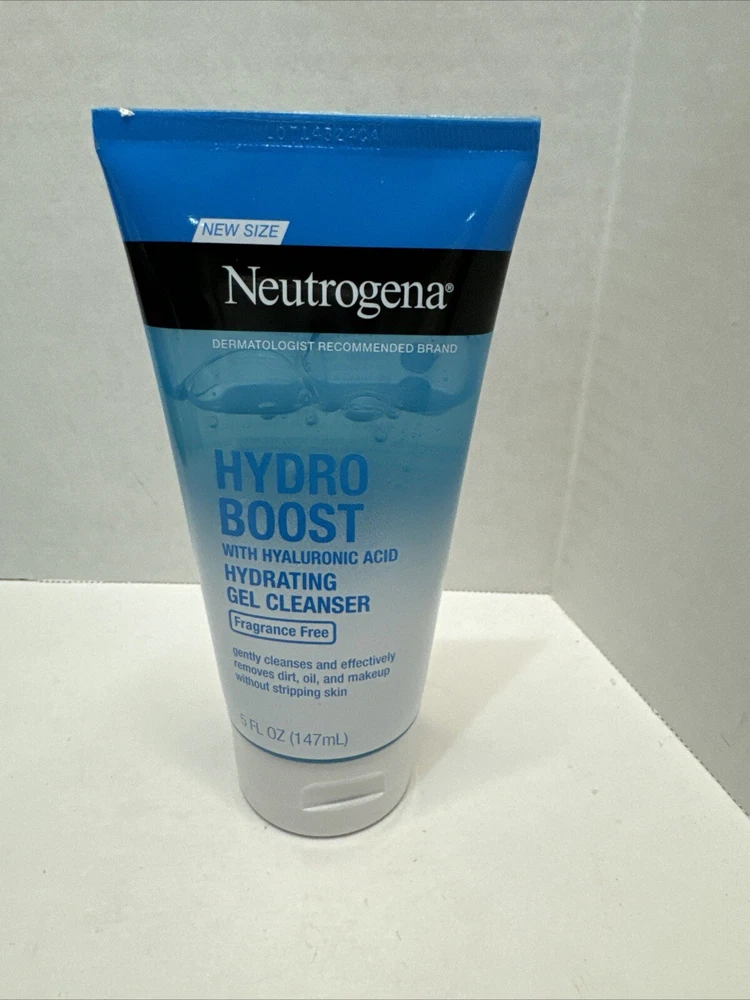 NEW SIZE
Neutrogena®
DERMATOLOGIST RECOMMENDED BRAND
HYDRO
BOOST
WITH HYALURONIC ACID
HYDRATING
GEL CLEANSER
Fragrance Free
gently cleanses and effectively
removes dirt, oil, and makeup
without stripping skin
5 FL OZ (147mL)